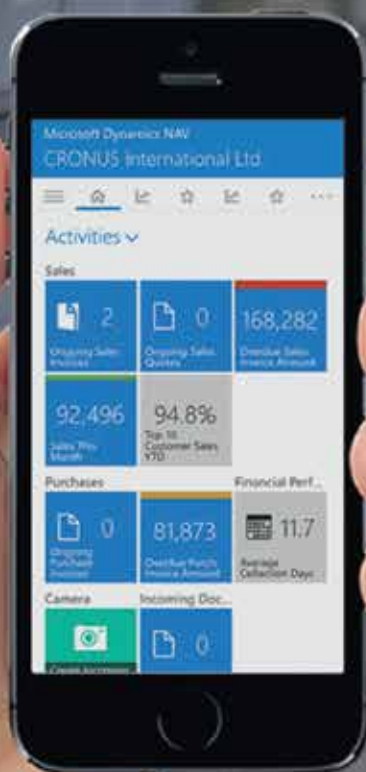 Microsoft Dynamics NAV
CRONUS International Ltd
Activities
Sales
2
Ongoing Sales
Invoices
0
Ongoing Sales
Quotes
168,282
Overdue Sales
Invoice Amount
92,496
Sales This
Month
94.8%
Top 10
Customer Sales
YTD
Purchases
Financial Perf...
0
Ongoing
Purchase
Invoices
81,873
Overdue Purch.
Invoice Amount
11.7
Average
Collection Days
Camera
Incoming Doc...
Create Incoming
0